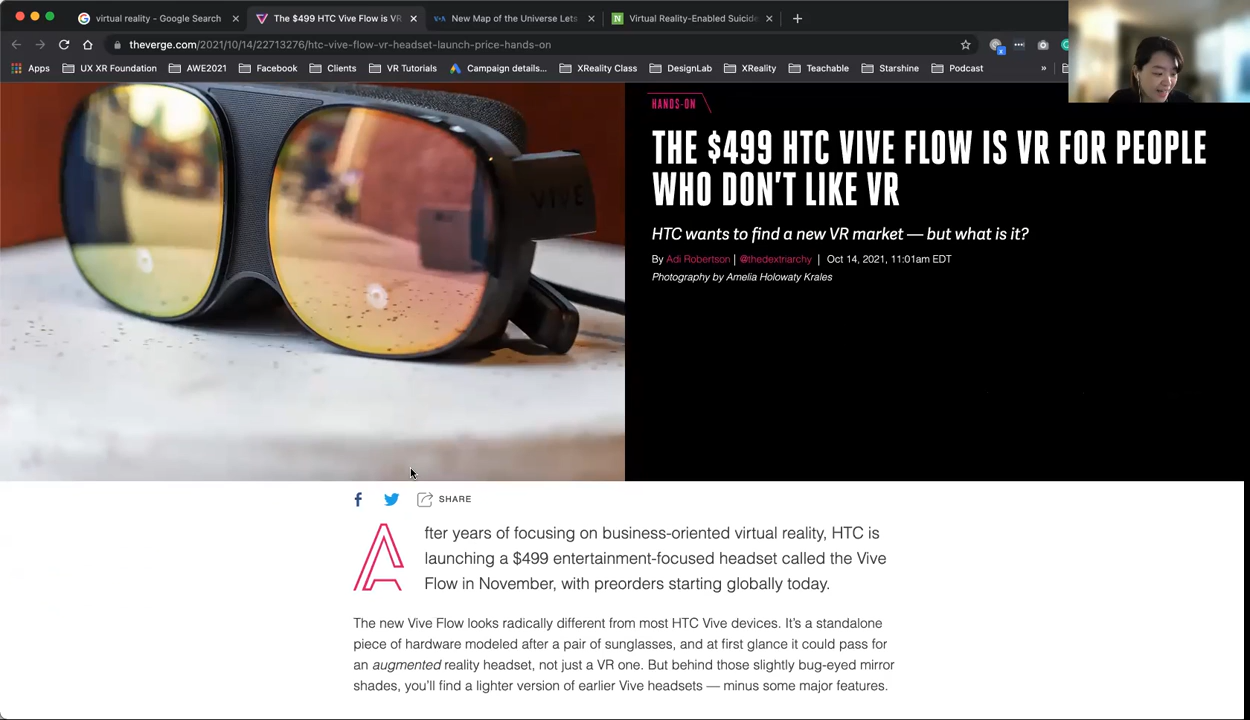 virtual reality - Google Search
The $499 HTC Vive Flow is VR
New Map of the Universe Lets
Virtual Reality-Enabled Suicid
theverge.com/2021/10/14/22713276/htc-vive-flow-vr-headset-launch-price-hands-on
Apps UX XR Foundation AWE2021 Facebook Clients VR Tutorials Campaign details... XReality Class DesignLab XReality Teachable Starshine Podcast »
VIVE
HANDS-ON
THE $499 HTC VIVE FLOW IS VR FOR PEOPLE
WHO DON'T LIKE VR
HTC wants to find a new VR market — but what is it?
By Adi Robertson | @thedextriarchy | Oct 14, 2021, 11:01am EDT
Photography by Amelia Holowaty Krales
SHARE
After years of focusing on business-oriented virtual reality, HTC is
launching a $499 entertainment-focused headset called the Vive
Flow in November, with preorders starting globally today.
The new Vive Flow looks radically different from most HTC Vive devices. It's a standalone
piece of hardware modeled after a pair of sunglasses, and at first glance it could pass for
an augmented reality headset, not just a VR one. But behind those slightly bug-eyed mirror
shades, you'll find a lighter version of earlier Vive headsets — minus some major features.